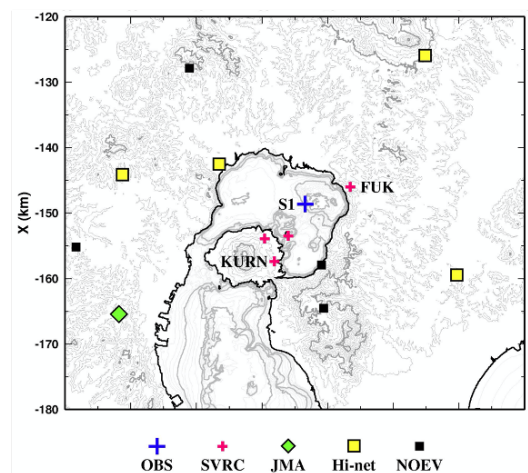 -120
-130
-140
FUK
S1
X (km)
-150
KURN
-160
-170
-180
OBS SVRC JMA Hi-net NOEV